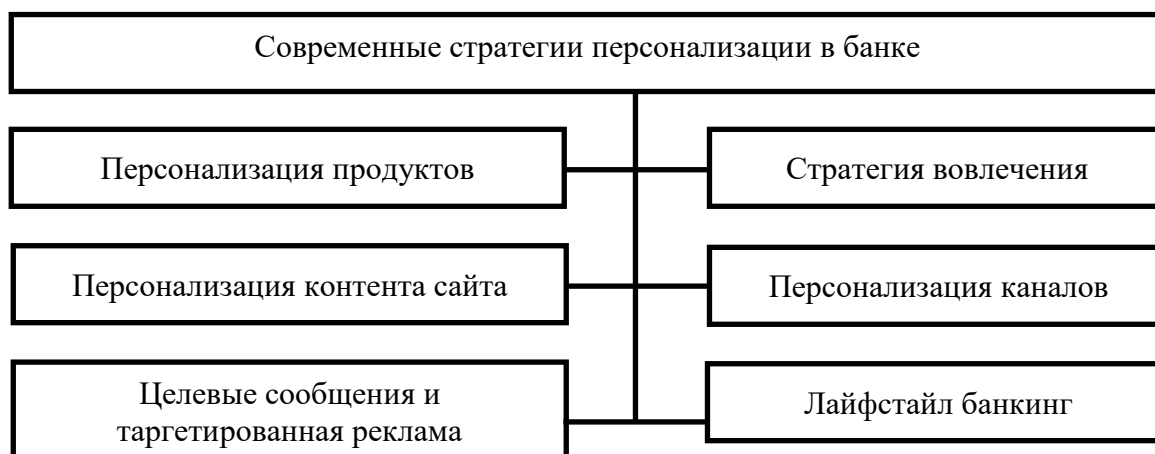 Современные стратегии персонализации в банке
Персонализация продуктов
Стратегия вовлечения
Персонализация контента сайта
Персонализация каналов
Целевые сообщения и
таргетированная реклама
Лайфстайл банкинг